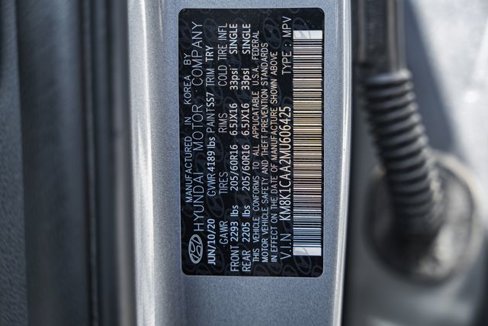 MANUFACTURED IN KOREA BY
HYUNDAI MOTOR COMPANY
JUN/10/20 GVWR 4189 lbs PAINT SS7 TRIM TRY
GAWR TIRES RIMS COLD TIRE INFL
FRONT 2293 lbs 205/60R16 6.5JX16 33psi SINGLE
REAR 2205 lbs 205/60R16 6.5JX16 33psi SINGLE
THIS VEHICLE CONFORMS TO ALL APPLICABLE U.S.A. FEDERAL
MOTOR VEHICLE SAFETY AND THEFT PREVENTION STANDARDS
IN EFFECT ON THE DATE OF MANUFACTURE SHOWN ABOVE
V.I.N : KM8K1CAA2MU606425 TYPE : MPV